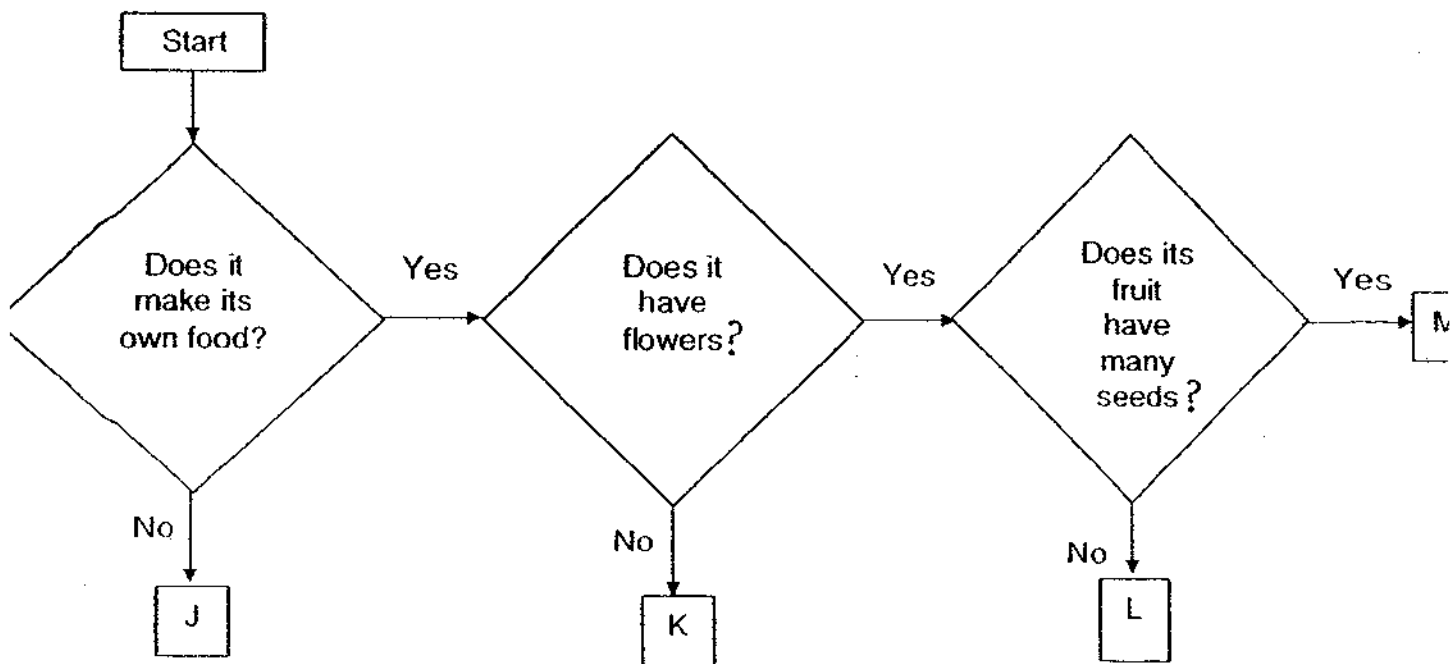 Start
Does it
make its
own food?
Yes
No
J
Does it
have
flowers?
Yes
No
K
Does its
fruit
have
many
seeds?
Yes
No
L
M